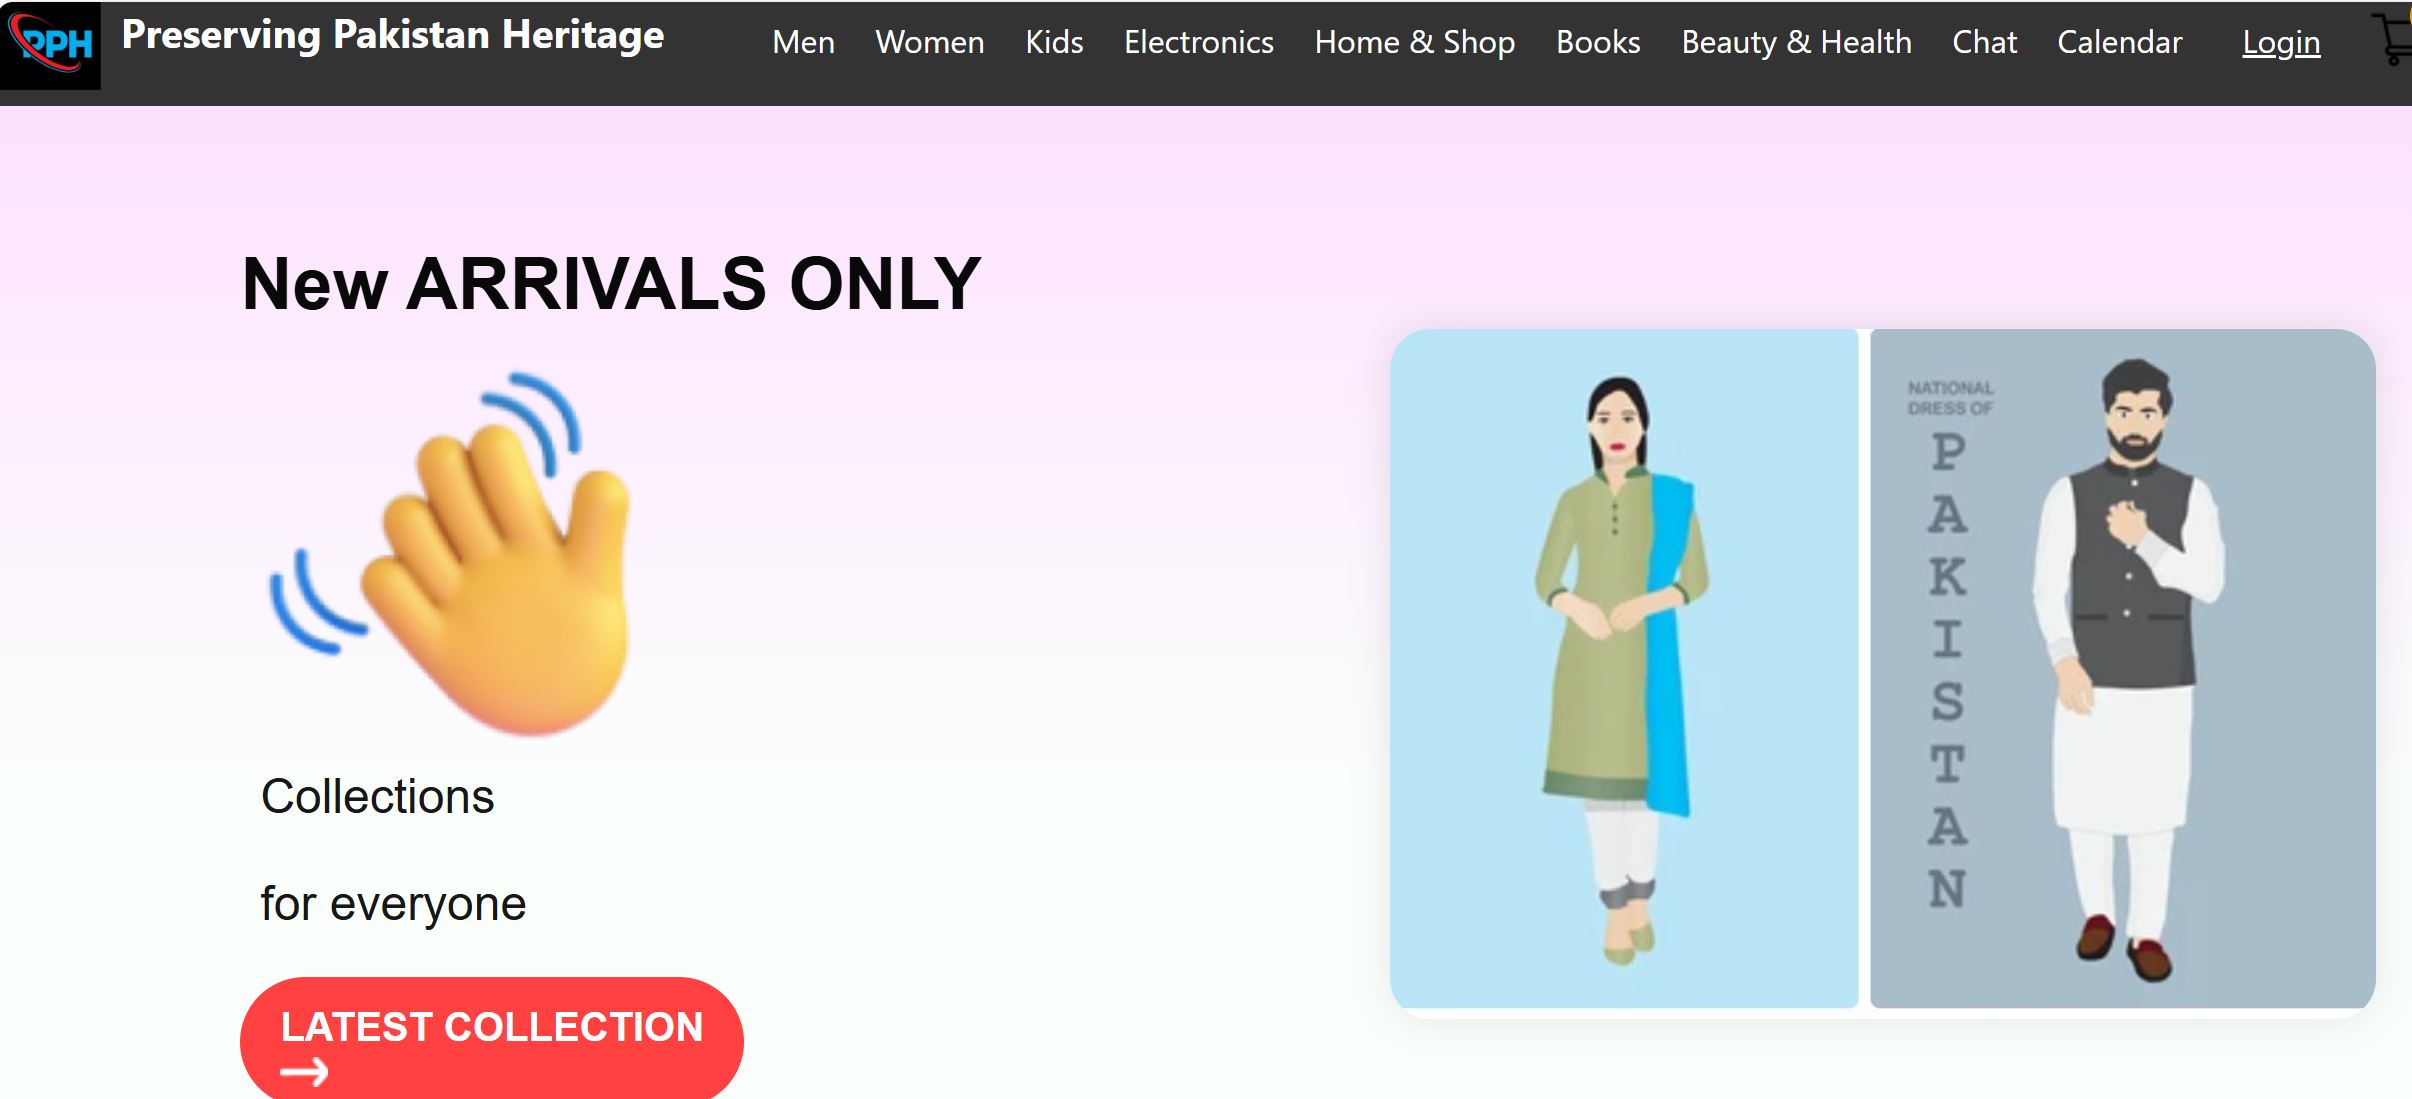 PPH
Preserving Pakistan Heritage
Men
Women
Kids
Electronics
Home & Shop
Books
Beauty & Health
Chat
Calendar
Login
New ARRIVALS ONLY
Collections
for everyone
LATEST COLLECTION
NATIONAL
DRESS OF
P
A
K
I
S
T
A
N